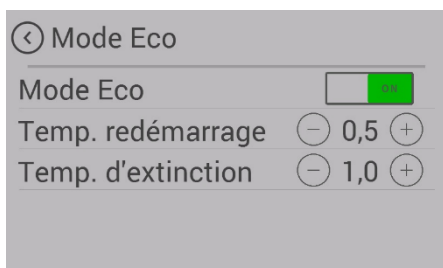 Mode Eco
Mode Eco ON
Temp. redémarrage − 0,5 +
Temp. d'extinction − 1,0 +